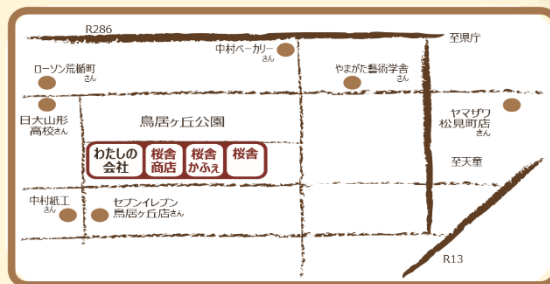 R286
至県庁
中村ベーカリー
さん
ローソン荒楯町
さん
やまがた藝術学舎
さん
日大山形
高校さん
鳥居ヶ丘公園
ヤマザワ
松見町店
さん
わたしの
会社
桜舎
商店
桜舎
かふぇ
桜舎
至天童
中村紙工
さん
セブンイレブン
鳥居ヶ丘店さん
R13